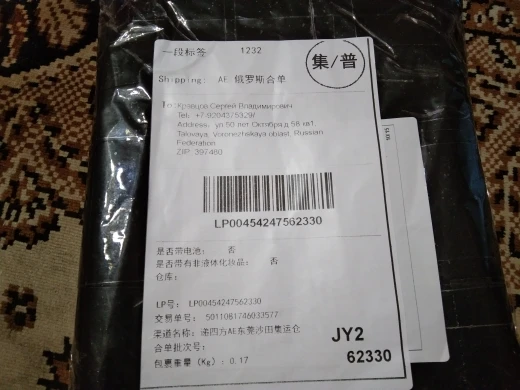 一段标签 1232
集/普
Shipping: AE 俄罗斯合单
To: Кравцов Сергей Владимирович
Tel: +7-9204375329/
Address: ул.50 лет Октября д 58 кв1,
Talovaya, Voronezhskaya oblast, Russian
Federation
ZIP: 397480
LP00454247562330
是否带电池: 否
是否带有非液体化妆品: 否
仓库:
LP号: LP00454247562330
交易单号: 5011081746033577
渠道名称: 递四方AE东莞沙田集运仓
合单批次号:
包裹重量 (Kg): 0.17
JY2
62330